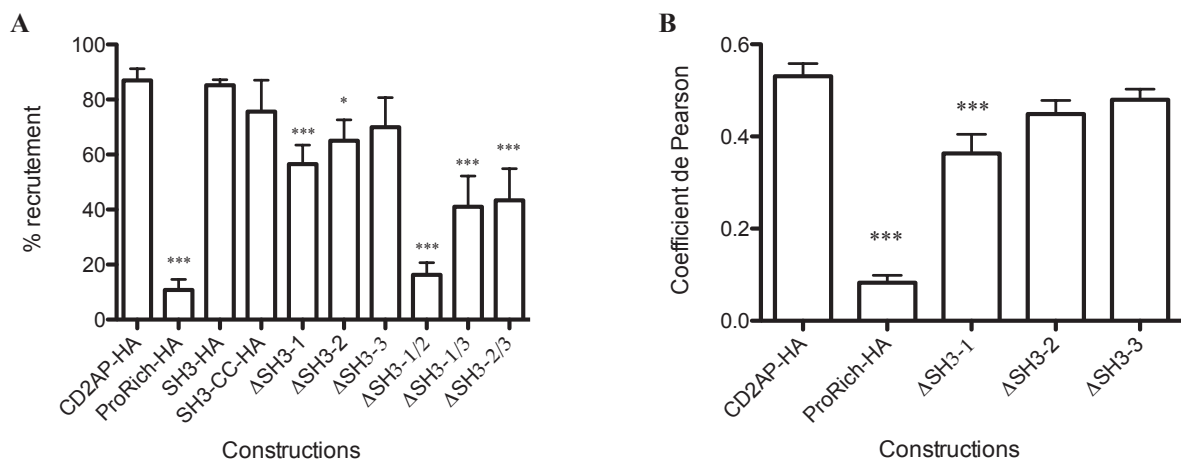 A
% recrutement
100
80
60
40
20
0
***
***
*
***
***
***
CD2AP-HA
ProRich-HA
SH3-HA
SH3-CC-HA
ΔSH3-1
ΔSH3-2
ΔSH3-3
ΔSH3-1/2
ΔSH3-1/3
ΔSH3-2/3
Constructions
B
Coefficient de Pearson
0.6
0.4
0.2
0.0
***
***
CD2AP-HA
ProRich-HA
ΔSH3-1
ΔSH3-2
ΔSH3-3
Constructions